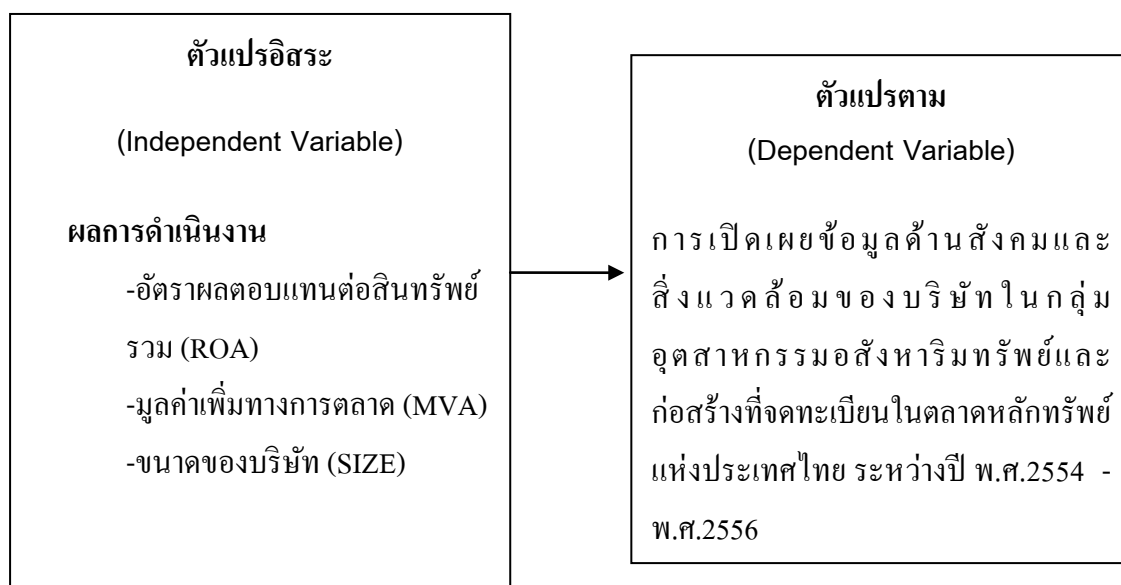 ตัวแปรอิสระ
(Independent Variable)
ผลการดำเนินงาน
-อัตราผลตอบแทนต่อสินทรัพย์
รวม (ROA)
-มูลค่าเพิ่มทางการตลาด (MVA)
-ขนาดของบริษัท (SIZE)
ตัวแปรตาม
(Dependent Variable)
การเปิดเผยข้อมูลด้านสังคมและ
สิ่งแวดล้อมของบริษัทในกลุ่ม
อุตสาหกรรมอสังหาริมทรัพย์และ
ก่อสร้างที่จดทะเบียนในตลาดหลักทรัพย์
แห่งประเทศไทย ระหว่างปี พ.ศ.2554 -
พ.ศ.2556